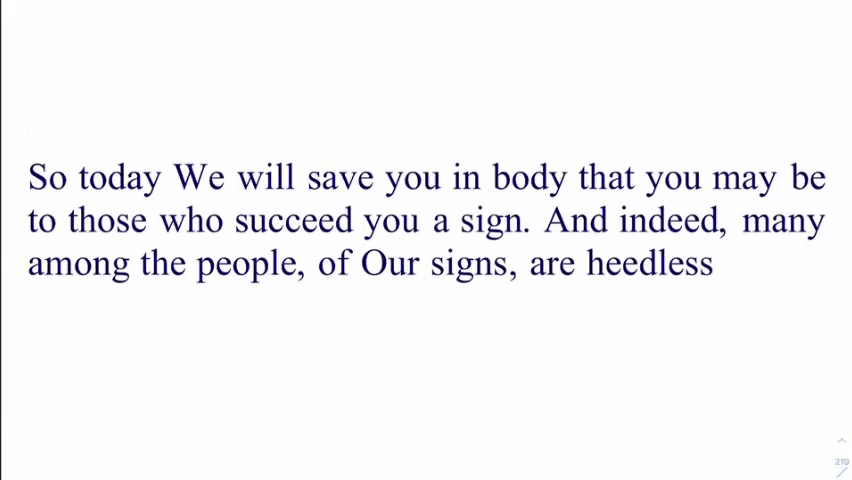 So today We will save you in body that you may be
to those who succeed you a sign. And indeed, many
among the people, of Our signs, are heedless
219